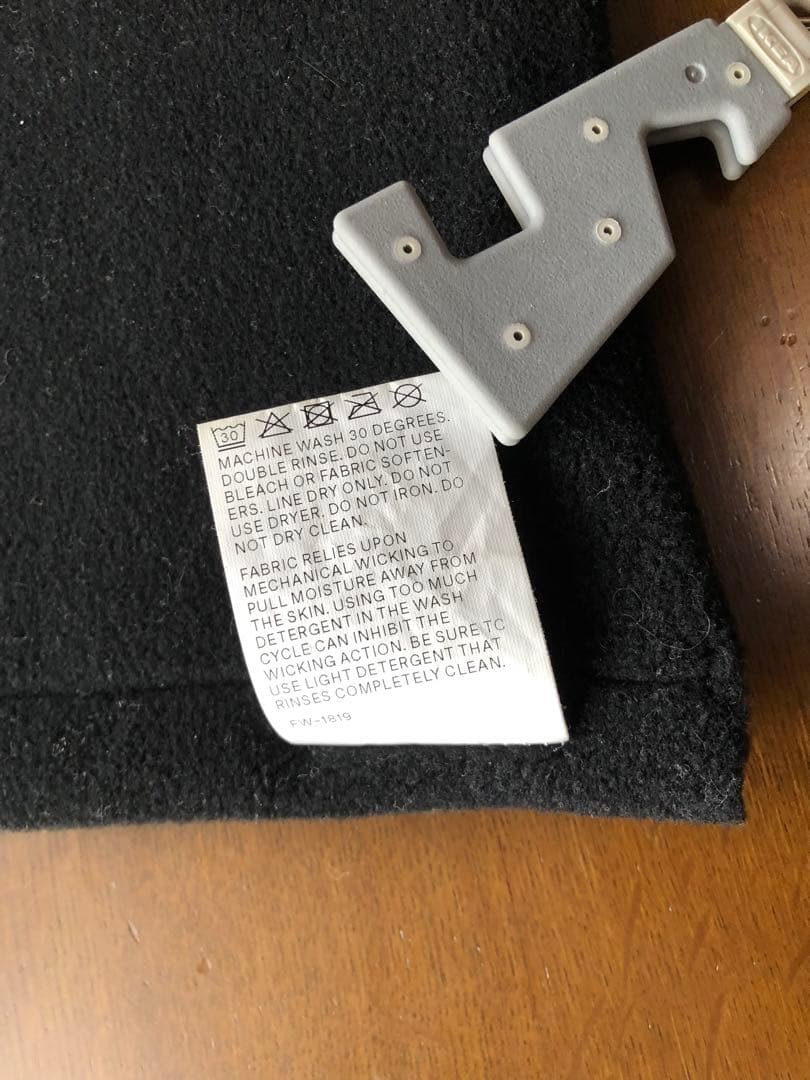 IKEA
30
MACHINE WASH 30 DEGREES.
DOUBLE RINSE. DO NOT USE
BLEACH OR FABRIC SOFTEN-
ERS. LINE DRY ONLY. DO NOT
USE DRYER. DO NOT IRON. DO
NOT DRY CLEAN.
FABRIC RELIES UPON
MECHANICAL WICKING TO
PULL MOISTURE AWAY FROM
THE SKIN. USING TOO MUCH
DETERGENT IN THE WASH
CYCLE CAN INHIBIT THE
WICKING ACTION. BE SURE TO
USE LIGHT DETERGENT THAT
RINSES COMPLETELY CLEAN.
FW-1819